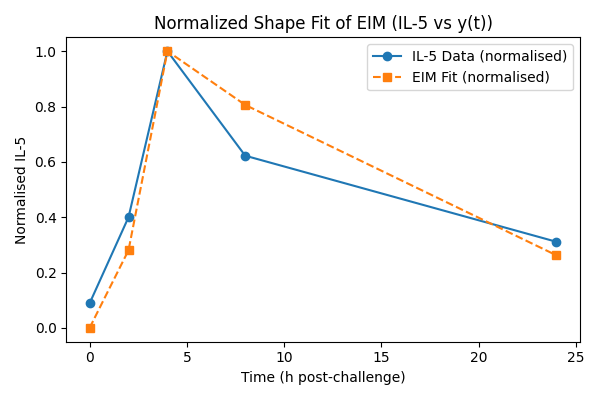 Normalized Shape Fit of EIM (IL-5 vs y(t))
IL-5 Data (normalised)
EIM Fit (normalised)
Normalised IL-5
1.0
0.8
0.6
0.4
0.2
0.0
0
5
10
15
20
25
Time (h post-challenge)